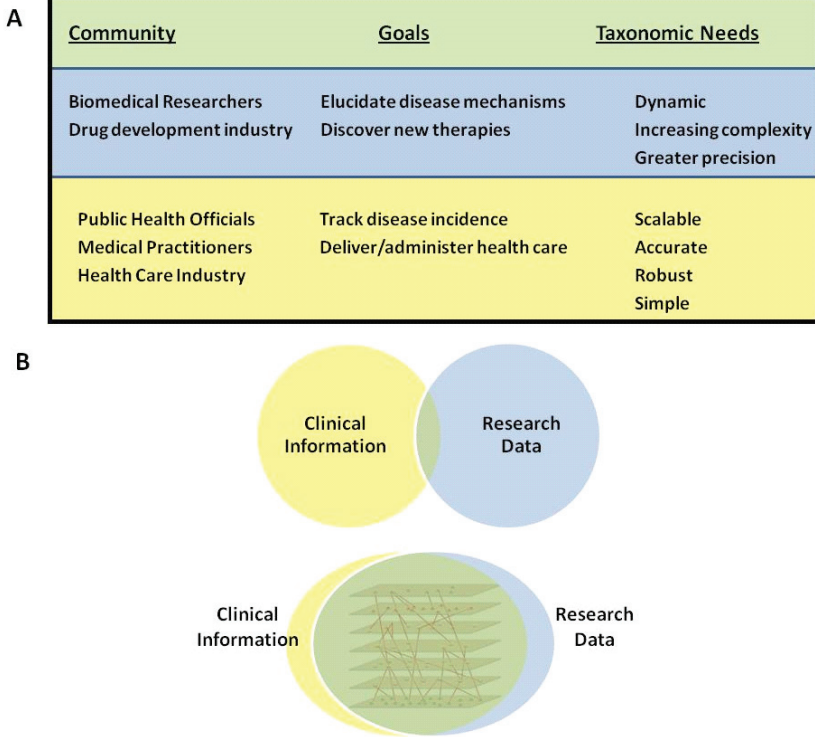 A
Community Goals Taxonomic Needs
Biomedical Researchers Elucidate disease mechanisms Dynamic
Drug development industry Discover new therapies Increasing complexity
Greater precision
Public Health Officials Track disease incidence Scalable
Medical Practitioners Deliver/administer health care Accurate
Health Care Industry Robust
Simple
B
Clinical Research
Information Data
Clinical Research
Information Data